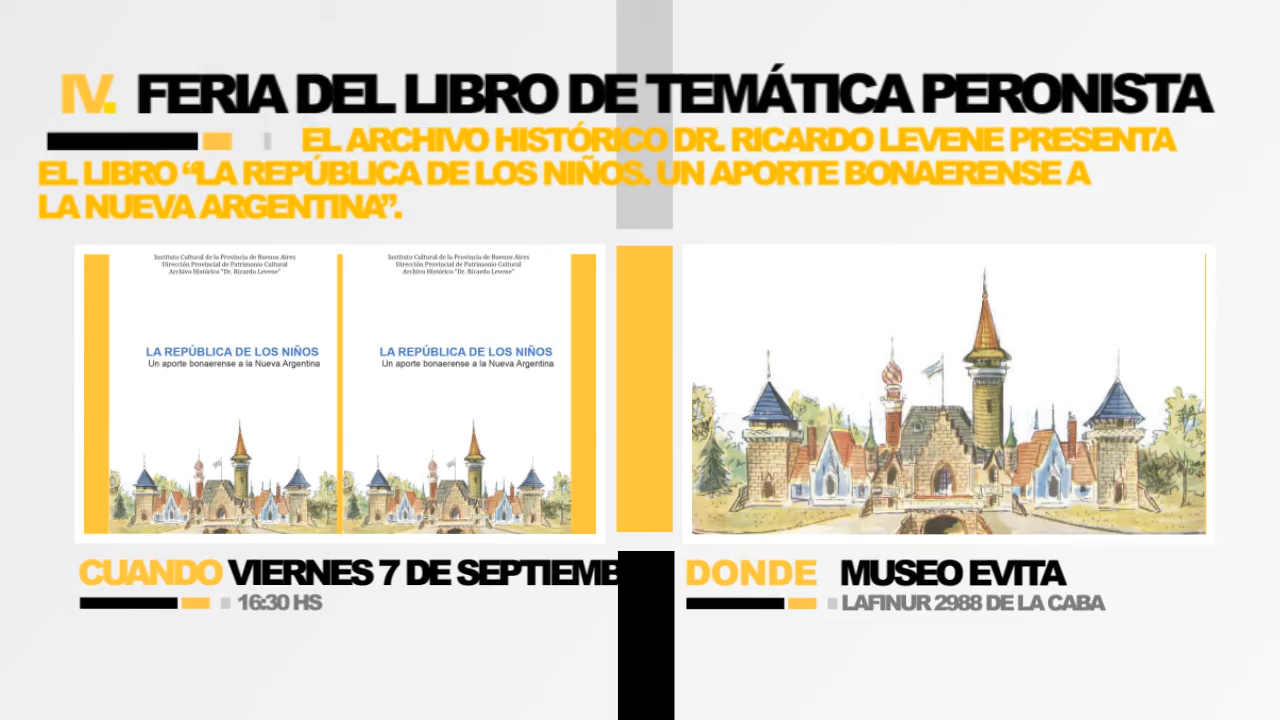 IV. FERIA DEL LIBRO DE TEMÁTICA PERONISTA
EL ARCHIVO HISTÓRICO DR. RICARDO LEVENE PRESENTA
EL LIBRO “LA REPÚBLICA DE LOS NIÑOS. UN APORTE BONAERENSE A
LA NUEVA ARGENTINA”.
Instituto Cultural de la Provincia de Buenos Aires
Dirección Provincial de Patrimonio Cultural
Archivo Histórico "Dr. Ricardo Levene"
LA REPÚBLICA DE LOS NIÑOS
Un aporte bonaerense a la Nueva Argentina
Instituto Cultural de la Provincia de Buenos Aires
Dirección Provincial de Patrimonio Cultural
Archivo Histórico "Dr. Ricardo Levene"
LA REPÚBLICA DE LOS NIÑOS
Un aporte bonaerense a la Nueva Argentina
CUANDO VIERNES 7 DE SEPTIEMB
16:30 HS
DONDE MUSEO EVITA
LAFINUR 2988 DE LA CABA